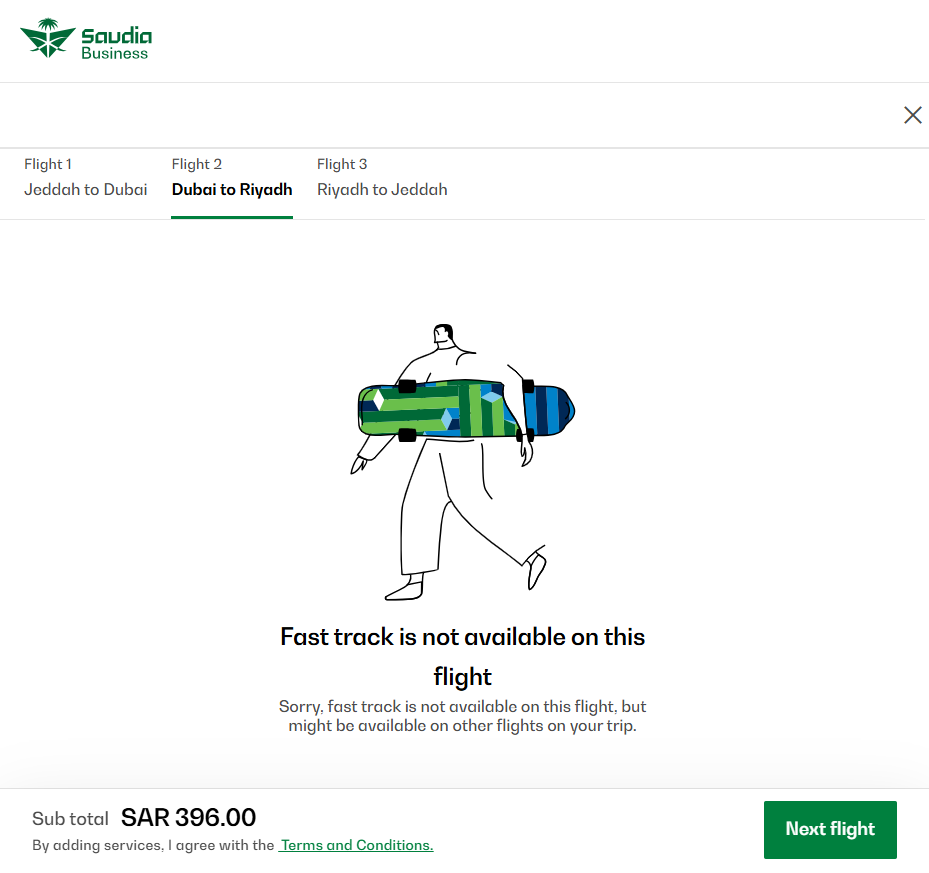 Saudia
Business
Flight 1
Flight 2
Flight 3
Jeddah to Dubai
Dubai to Riyadh
Riyadh to Jeddah
Fast track is not available on this
flight
Sorry, fast track is not available on this flight, but
might be available on other flights on your trip.
Sub total SAR 396.00
By adding services, I agree with the Terms and Conditions.
Next flight